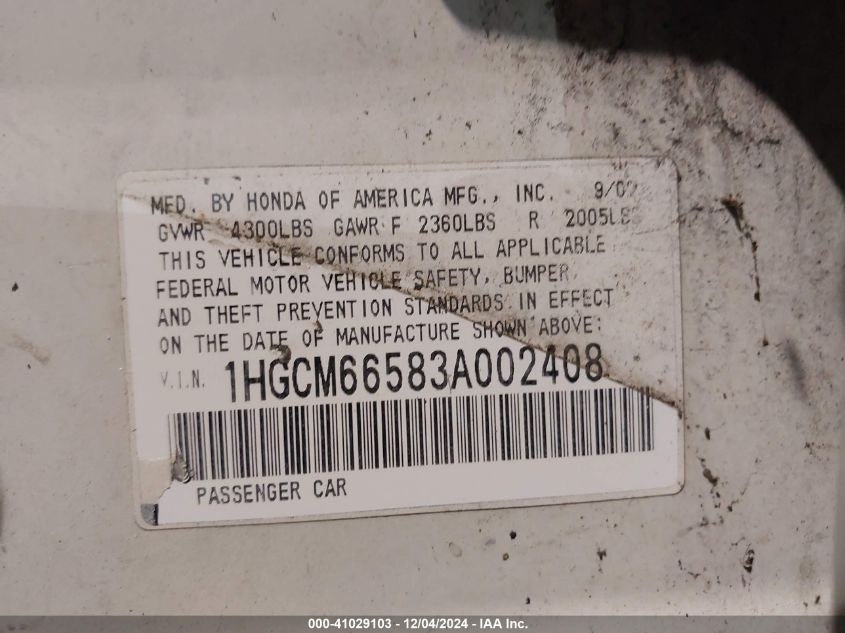 MFD. BY HONDA OF AMERICA MFG., INC. 9/02
GVWR 4300LBS GAWR F 2360LBS R 2005LBS
THIS VEHICLE CONFORMS TO ALL APPLICABLE
FEDERAL MOTOR VEHICLE SAFETY, BUMPER,
AND THEFT PREVENTION STANDARDS IN EFFECT
ON THE DATE OF MANUFACTURE SHOWN ABOVE:
V.I.N. 1HGCM66583A002408
PASSENGER CAR
000-41029103 - 12/04/2024 - IAA Inc.